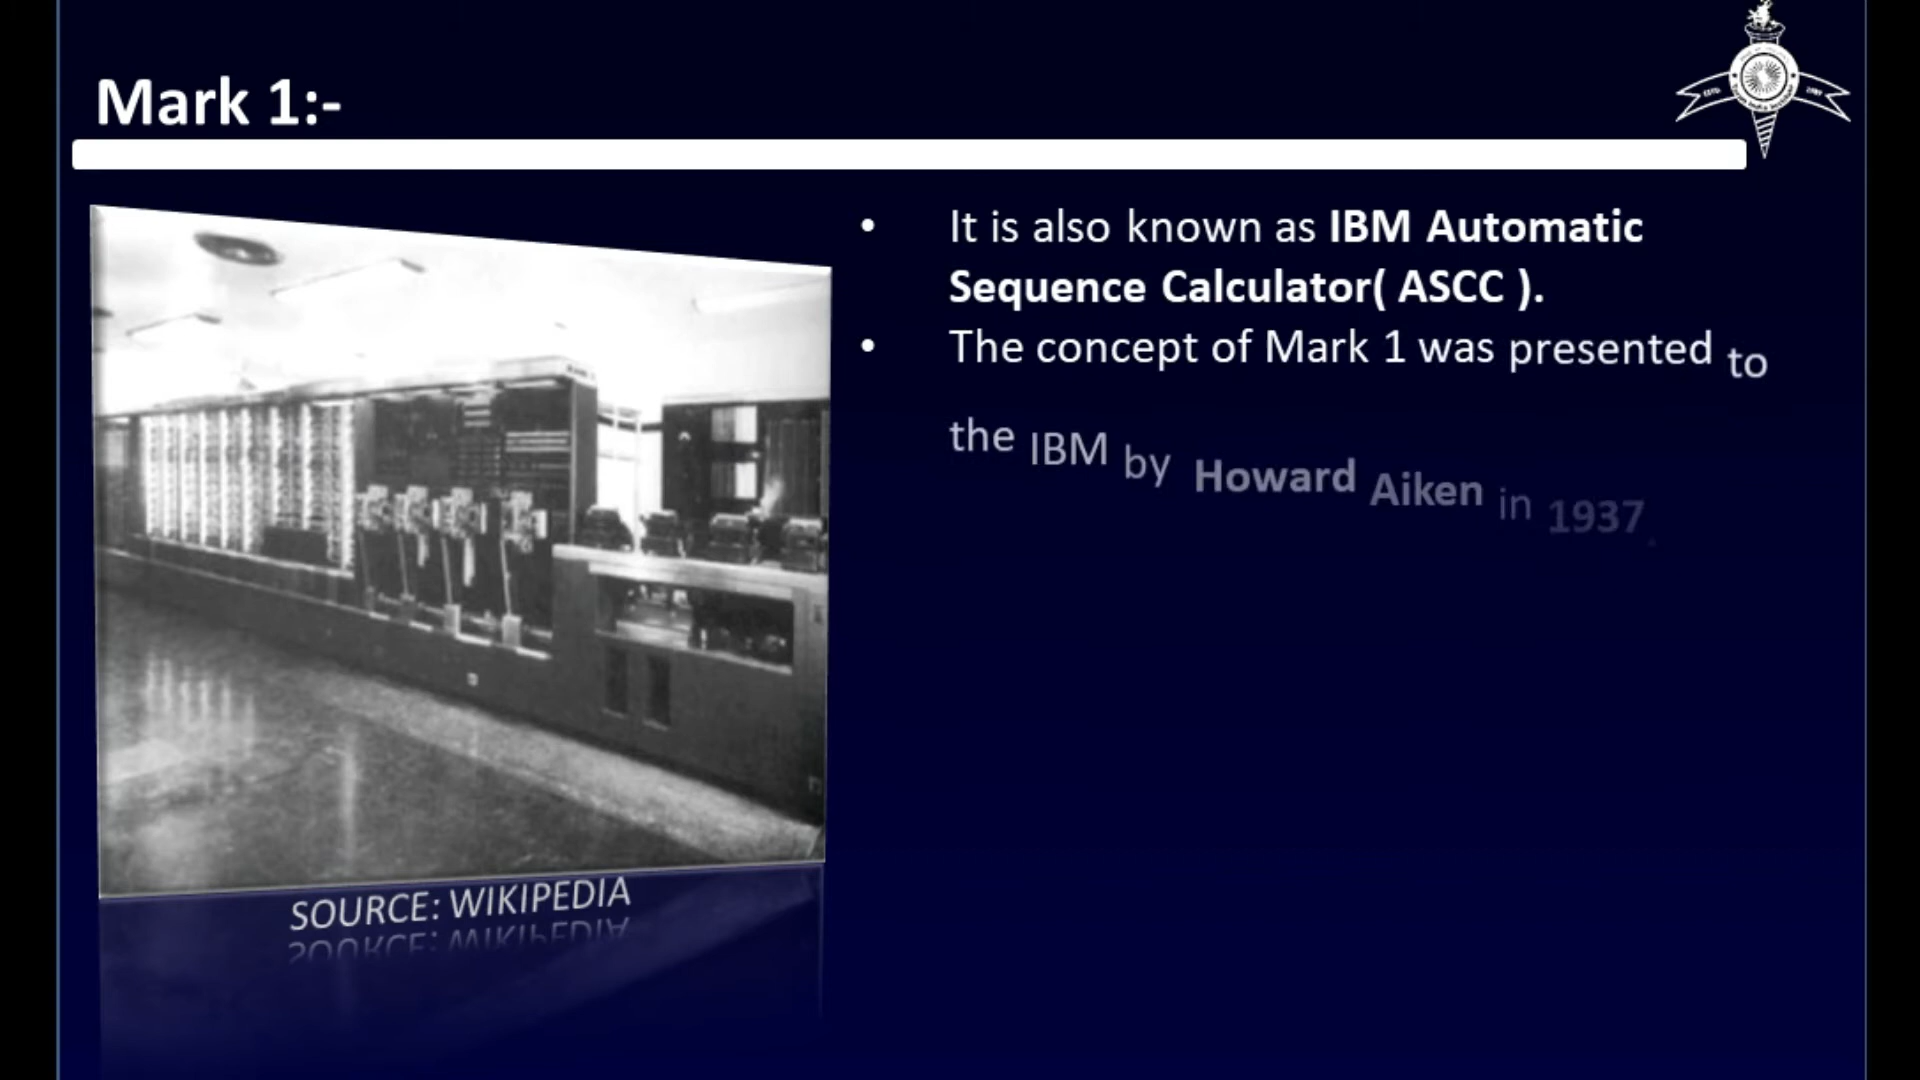 Mark 1:-
• It is also known as IBM Automatic
Sequence Calculator( ASCC ).
• The concept of Mark 1 was presented to
the IBM by Howard Aiken in 1937.
SOURCE: WIKIPEDIA